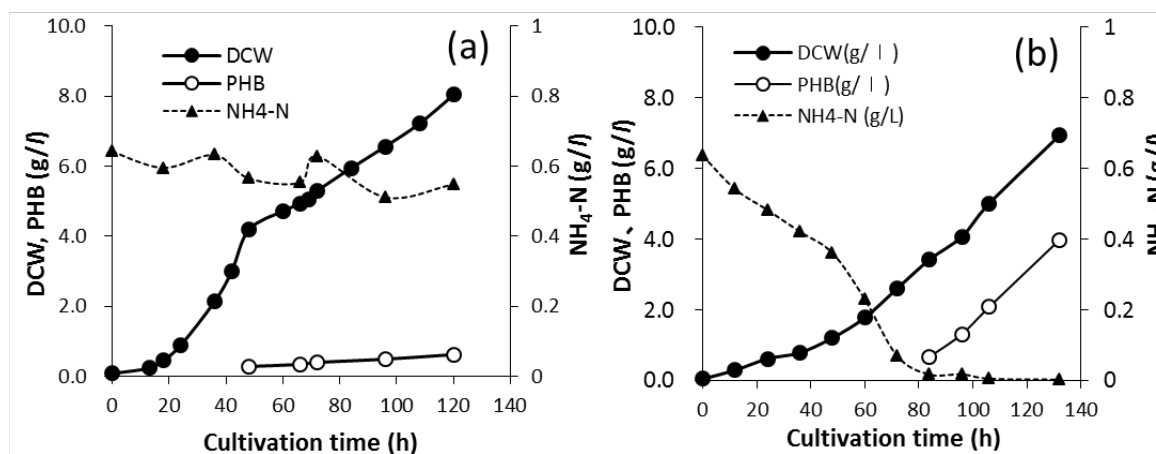 (a)
DCW
PHB
NH4-N
DCW, PHB (g/l)
10.0
8.0
6.0
4.0
2.0
0.0
1
0.8
0.6
0.4
0.2
0
NH4-N (g/l)
0 20 40 60 80 100 120 140
Cultivation time (h)
(b)
DCW(g/ l )
PHB(g/ l )
NH4-N (g/L)
DCW、PHB (g/l)
10.0
8.0
6.0
4.0
2.0
0.0
1
0.8
0.6
0.4
0.2
0
N(g/l)
0 20 40 60 80 100 120 140
Cultivation time (h)